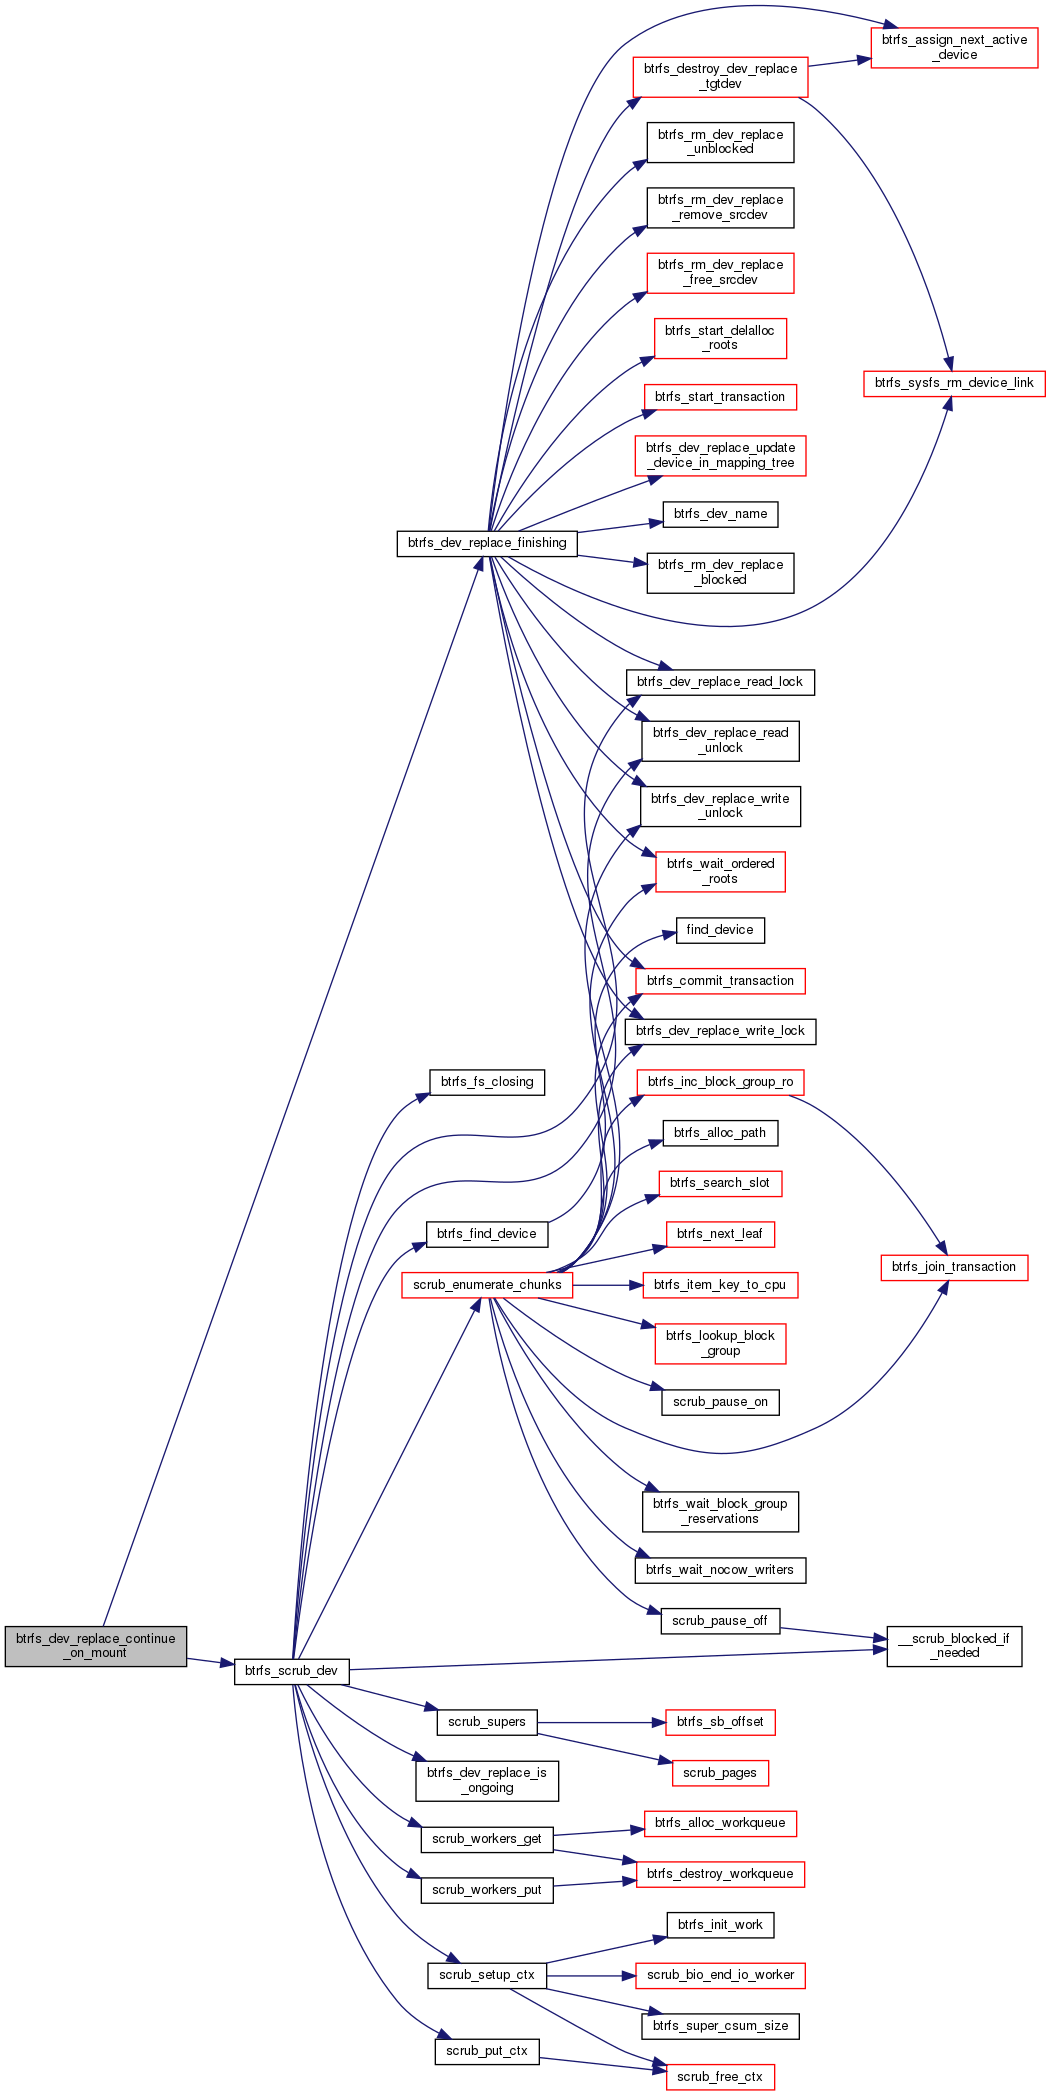 btrfs_assign_next_active
_device
btrfs_destroy_dev_replace
_tgtdev
btrfs_rm_dev_replace
_unblocked
btrfs_rm_dev_replace
_remove_srcdev
btrfs_rm_dev_replace
_free_srcdev
btrfs_start_delalloc
_roots
btrfs_sysfs_rm_device_link
btrfs_start_transaction
btrfs_dev_replace_update
_device_in_mapping_tree
btrfs_dev_name
btrfs_dev_replace_finishing
btrfs_rm_dev_replace
_blocked
btrfs_dev_replace_read_lock
btrfs_dev_replace_read
_unlock
btrfs_dev_replace_write
_unlock
btrfs_wait_ordered
_roots
find_device
btrfs_commit_transaction
btrfs_dev_replace_write_lock
btrfs_fs_closing
btrfs_inc_block_group_ro
btrfs_alloc_path
btrfs_search_slot
btrfs_find_device
btrfs_next_leaf
btrfs_join_transaction
scrub_enumerate_chunks
btrfs_item_key_to_cpu
btrfs_lookup_block
_group
scrub_pause_on
btrfs_wait_block_group
_reservations
btrfs_wait_nocow_writers
scrub_pause_off
btrfs_dev_replace_continue
_on_mount
__scrub_blocked_if
_needed
btrfs_scrub_dev
scrub_supers
btrfs_sb_offset
scrub_pages
btrfs_dev_replace_is
_ongoing
btrfs_alloc_workqueue
scrub_workers_get
btrfs_destroy_workqueue
scrub_workers_put
btrfs_init_work
scrub_setup_ctx
scrub_bio_end_io_worker
btrfs_super_csum_size
scrub_put_ctx
scrub_free_ctx